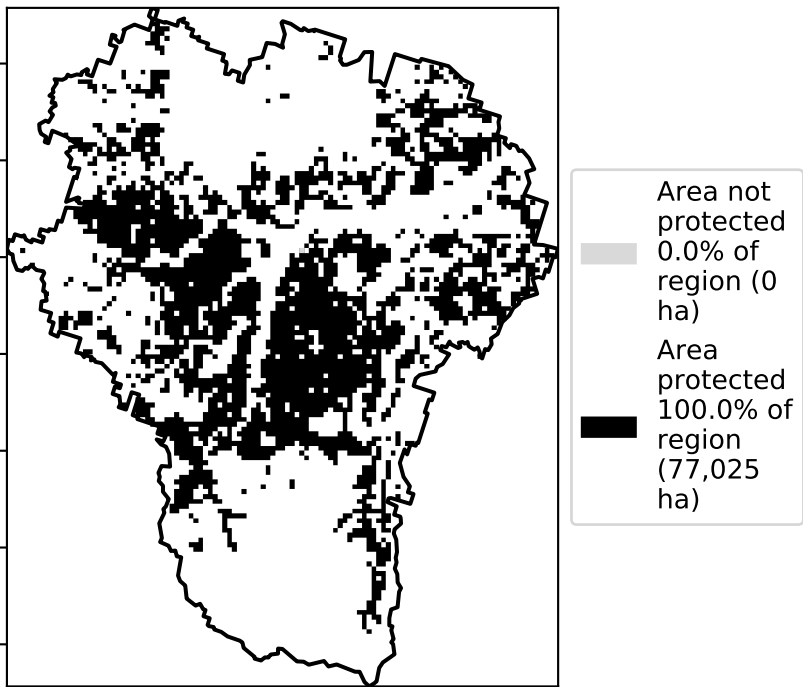 Area not
protected
0.0% of
region (0
ha)
Area
protected
100.0% of
region
(77,025
ha)